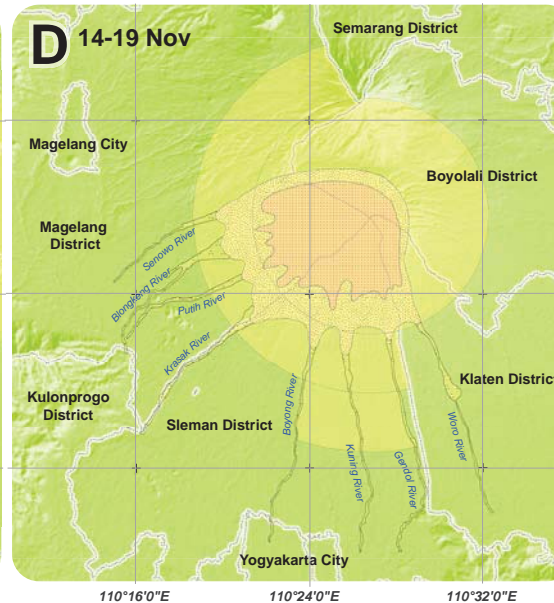 D 14-19 Nov
Semarang District
Magelang City
Boyolali District
Magelang
District
Senowo River
Blongkeng River
Putih River
Krasak River
Kulonprogo
District
Sleman District
Boyong River
Kuning River
Gendol River
Woro River
Klaten District
Yogyakarta City
110°16'0"E 110°24'0"E 110°32'0"E